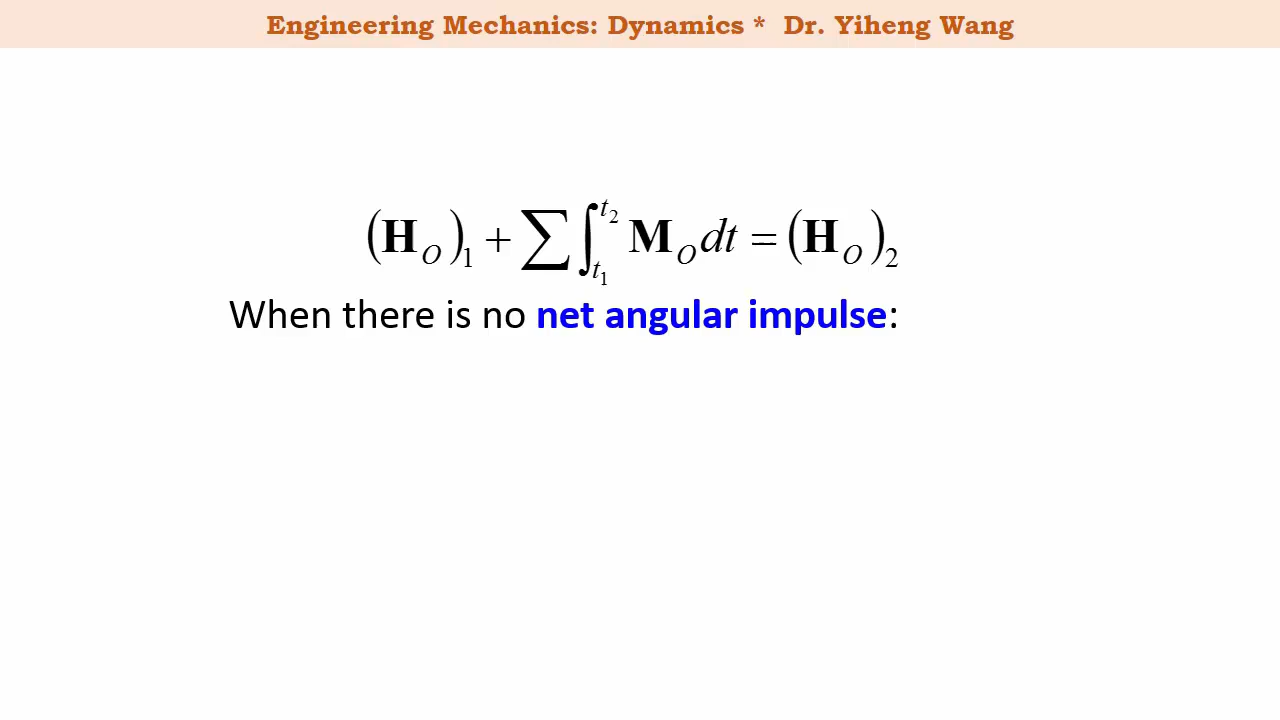 Engineering Mechanics: Dynamics * Dr. Yiheng Wang
(H_O)_1 + ∑ ∫_{t_1}^{t_2} M_O dt = (H_O)_2
When there is no net angular impulse: